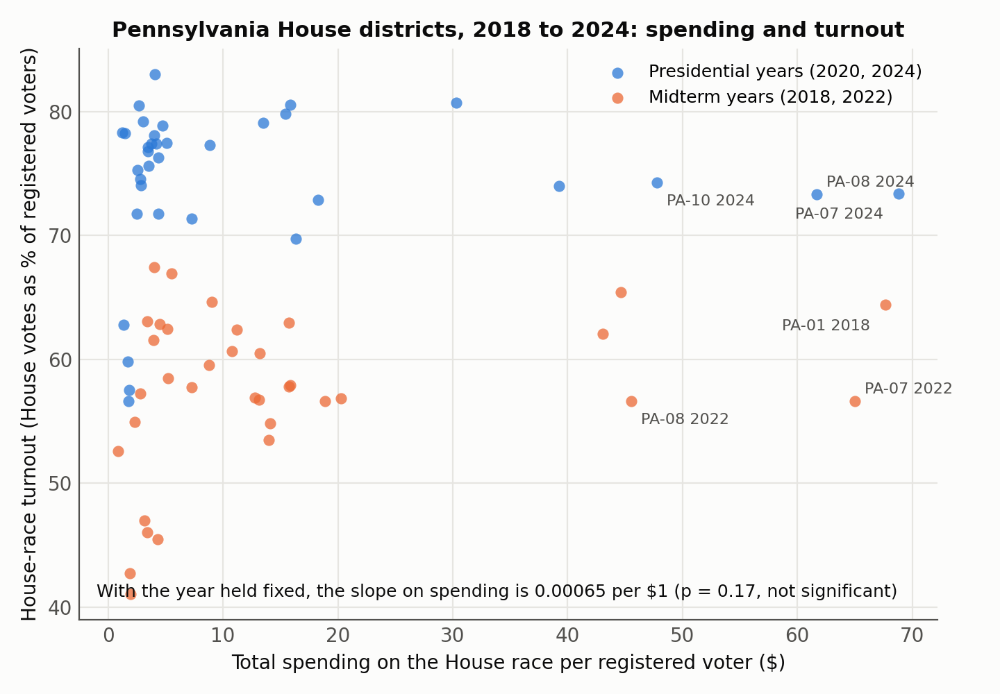 Pennsylvania House districts, 2018 to 2024: spending and turnout
House-race turnout (House votes as % of registered voters)
Presidential years (2020, 2024)
Midterm years (2018, 2022)
80
70
60
50
40
PA-08 2024
PA-10 2024
PA-07 2024
PA-01 2018
PA-07 2022
PA-08 2022
With the year held fixed, the slope on spending is 0.00065 per $1 (p = 0.17, not significant)
0 10 20 30 40 50 60 70
Total spending on the House race per registered voter ($)